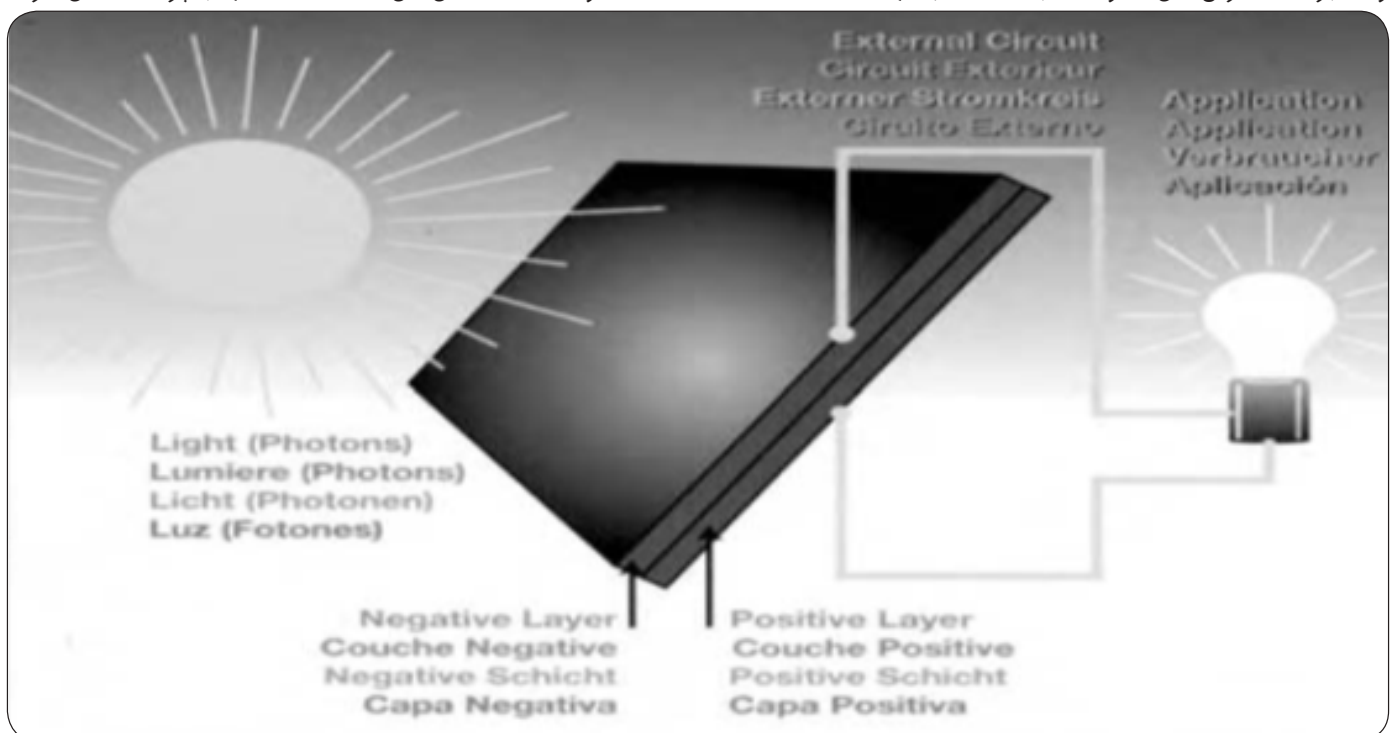 External Circuit
Circuit Exterieur
Externer Stromkreis
Ciruito Externo
Application
Application
Verbraucher
Aplicación
Light (Photons)
Lumiere (Photons)
Licht (Photonen)
Luz (Fotones)
Negative Layer
Couche Negative
Negative Schicht
Capa Negativa
Positive Layer
Couche Positive
Positive Schicht
Capa Positiva